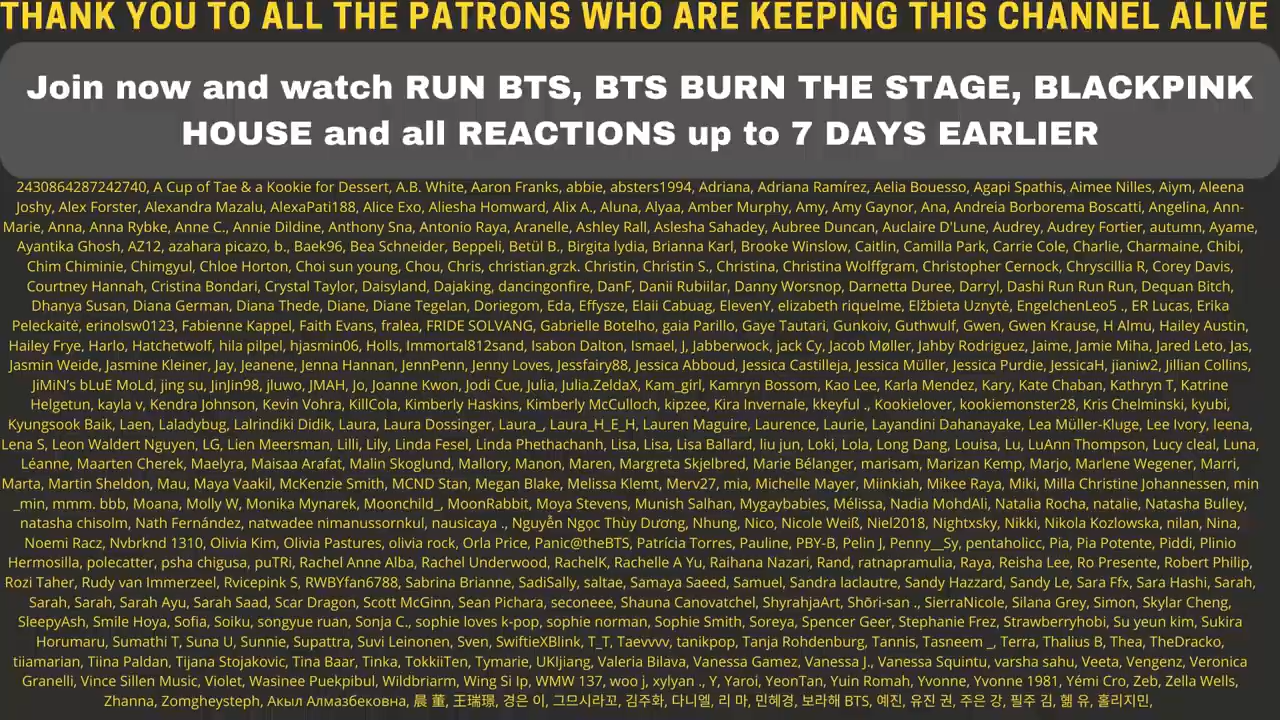 THANK YOU TO ALL THE PATRONS WHO ARE KEEPING THIS CHANNEL ALIVE
Join now and watch RUN BTS, BTS BURN THE STAGE, BLACKPINK
HOUSE and all REACTIONS up to 7 DAYS EARLIER
2430864287242740, A Cup of Tae & a Kookie for Dessert, A.B. White, Aaron Franks, abbie, absters1994, Adriana, Adriana Ramírez, Aelia Bouesso, Agapi Spathis, Aimee Nilles, Aiym, Aleena
Joshy, Alex Forster, Alexandra Mazalu, AlexaPati188, Alice Exo, Aliesha Homward, Alix A., Aluna, Alyaa, Amber Murphy, Amy, Amy Gaynor, Ana, Andreia Borborema Boscatti, Angelina, Ann-
Marie, Anna, Anna Rybke, Anne C., Annie Dildine, Anthony Sna, Antonio Raya, Aranelle, Ashley Rall, Aslesha Sahadey, Aubree Duncan, Auclaire D'Lune, Audrey, Audrey Fortier, autumn, Ayame,
Ayantika Ghosh, AZ12, azahara picazo, b., Baek96, Bea Schneider, Beppeli, Betül B., Birgita lydia, Brianna Karl, Brooke Winslow, Caitlin, Camilla Park, Carrie Cole, Charlie, Charmaine, Chibi,
Chim Chiminie, Chimgyul, Chloe Horton, Choi sun young, Chou, Chris, christian.grzk. Christin, Christin S., Christina, Christina Wolffgram, Christopher Cernock, Chryscillia R, Corey Davis,
Courtney Hannah, Cristina Bondari, Crystal Taylor, Daisyland, Dajaking, dancingonfire, DanF, Danii Rubiilar, Danny Worsnop, Darnetta Duree, Darryl, Dashi Run Run Run, Dequan Bitch,
Dhanya Susan, Diana German, Diana Thede, Diane, Diane Tegelan, Doriegom, Eda, Effysze, Elaii Cabuag, ElevenY, elizabeth riquelme, Elžbieta Uznytė, EngelchenLeo5 ., ER Lucas, Erika
Peleckaitė, erinolsw0123, Fabienne Kappel, Faith Evans, fralea, FRIDE SOLVANG, Gabrielle Botelho, gaia Parillo, Gaye Tautari, Gunkoiv, Guthwulf, Gwen, Gwen Krause, H Almu, Hailey Austin,
Hailey Frye, Harlo, Hatchetwolf, hila pilpel, hjasmin06, Holls, Immortal812sand, Isabon Dalton, Ismael, J, Jabberwock, jack Cy, Jacob Møller, Jahby Rodriguez, Jaime, Jamie Miha, Jared Leto, Jas,
Jasmin Weide, Jasmine Kleiner, Jay, Jeanene, Jenna Hannan, JennPenn, Jenny Loves, Jessfairy88, Jessica Abboud, Jessica Castilleja, Jessica Müller, Jessica Purdie, JessicaH, jianiw2, Jillian Collins,
JiMiN’s bLuE MoLd, jing su, JinJin98, jluwo, JMAH, Jo, Joanne Kwon, Jodi Cue, Julia, Julia.ZeldaX, Kam_girl, Kamryn Bossom, Kao Lee, Karla Mendez, Kary, Kate Chaban, Kathryn T, Katrine
Helgetun, kayla v, Kendra Johnson, Kevin Vohra, KillCola, Kimberly Haskins, Kimberly McCulloch, kipzee, Kira Invernale, kkeyful ., Kookielover, kookiemonster28, Kris Chelminski, kyubi,
Kyungsook Baik, Laen, Laladybug, Lalrindiki Didik, Laura, Laura Dossinger, Laura_, Laura_H_E_H, Lauren Maguire, Laurence, Laurie, Layandini Dahanayake, Lea Müller-Kluge, Lee Ivory, leena,
Lena S, Leon Waldert Nguyen, LG, Lien Meersman, Lilli, Lily, Linda Fesel, Linda Phethachanh, Lisa, Lisa, Lisa Ballard, liu jun, Loki, Lola, Long Dang, Louisa, Lu, LuAnn Thompson, Lucy cleal, Luna,
Léanne, Maarten Cherek, Maelyra, Maisaa Arafat, Malin Skoglund, Mallory, Manon, Maren, Margreta Skjelbred, Marie Bélanger, marisam, Marizan Kemp, Marjo, Marlene Wegener, Marri,
Marta, Martin Sheldon, Mau, Maya Vaakil, McKenzie Smith, MCND Stan, Megan Blake, Melissa Klemt, Merv27, mia, Michelle Mayer, Miinkiah, Mikee Raya, Miki, Milla Christine Johannessen, min
_min, mmm. bbb, Moana, Molly W, Monika Mynarek, Moonchild_, MoonRabbit, Moya Stevens, Munish Salhan, Mygaybabies, Mélissa, Nadia MohdAli, Natalia Rocha, natalie, Natasha Bulley,
natasha chisolm, Nath Fernández, natwadee nimanussornkul, nausicaya ., Nguyễn Ngọc Thùy Dương, Nhung, Nico, Nicole Weiß, Niel2018, Nightxsky, Nikki, Nikola Kozlowska, nilan, Nina,
Noemi Racz, Nvbrknd 1310, Olivia Kim, Olivia Pastures, olivia rock, Orla Price, Panic@theBTS, Patrícia Torres, Pauline, PBY-B, Pelin J, Penny__Sy, pentaholicc, Pia, Pia Potente, Piddi, Plinio
Hermosilla, polecatter, psha chigusa, puTRi, Rachel Anne Alba, Rachel Underwood, RachelK, Rachelle A Yu, Raihana Nazari, Rand, ratnapramulia, Raya, Reisha Lee, Ro Presente, Robert Philip,
Rozi Taher, Rudy van Immerzeel, Rvicepink S, RWBYfan6788, Sabrina Brianne, SadiSally, saltae, Samaya Saeed, Samuel, Sandra laclautre, Sandy Hazzard, Sandy Le, Sara Ffx, Sara Hashi, Sarah,
Sarah, Sarah, Sarah Ayu, Sarah Saad, Scar Dragon, Scott McGinn, Sean Pichara, seconeee, Shauna Canovatchel, ShyrahjaArt, Shōri-san ., SierraNicole, Silana Grey, Simon, Skylar Cheng,
SleepyAsh, Smile Hoya, Sofia, Soiku, songyue ruan, Sonja C., sophie loves k-pop, sophie norman, Sophie Smith, Soreya, Spencer Geer, Stephanie Frez, Strawberryhobi, Su yeun kim, Sukira
Horumaru, Sumathi T, Suna U, Sunnie, Supattra, Suvi Leinonen, Sven, SwiftieXBlink, T_T, Taevvvv, tanikpop, Tanja Rohdenburg, Tannis, Tasneem _, Terra, Thalius B, Thea, TheDracko,
tiiamarian, Tiina Paldan, Tijana Stojakovic, Tina Baar, Tinka, TokkiiTen, Tymarie, UKIjiang, Valeria Bilava, Vanessa Gamez, Vanessa J., Vanessa Squintu, varsha sahu, Veeta, Vengenz, Veronica
Granelli, Vince Sillen Music, Violet, Wasinee Puekpibul, Wildbriarm, Wing Si Ip, WMW 137, woo j, xylyan ., Y, Yaroi, YeonTan, Yuin Romah, Yvonne, Yvonne 1981, Yémi Cro, Zeb, Zella Wells,
Zhanna, Zomgheysteph, Акыл Алмазбековна, 晨 董, 王瑞璟, 경은 이, 그므시라꼬, 김주화, 다니엘, 리 마, 민혜경, 보라해 BTS, 예진, 유진 권, 주은 강, 필주 김, 헮 유, 홀리지민,